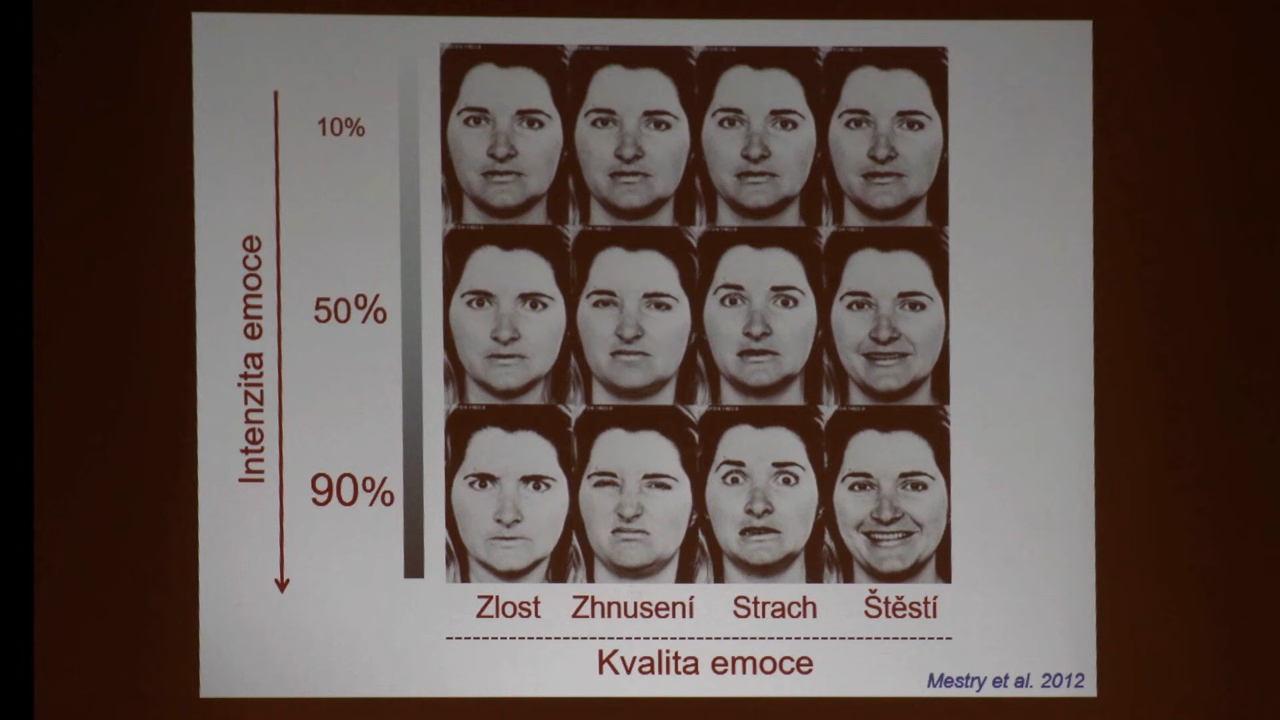 Intenzita emoce
10%
50%
90%
Zlost Zhnusení Strach Štěstí
Kvalita emoce
Mestry et al. 2012